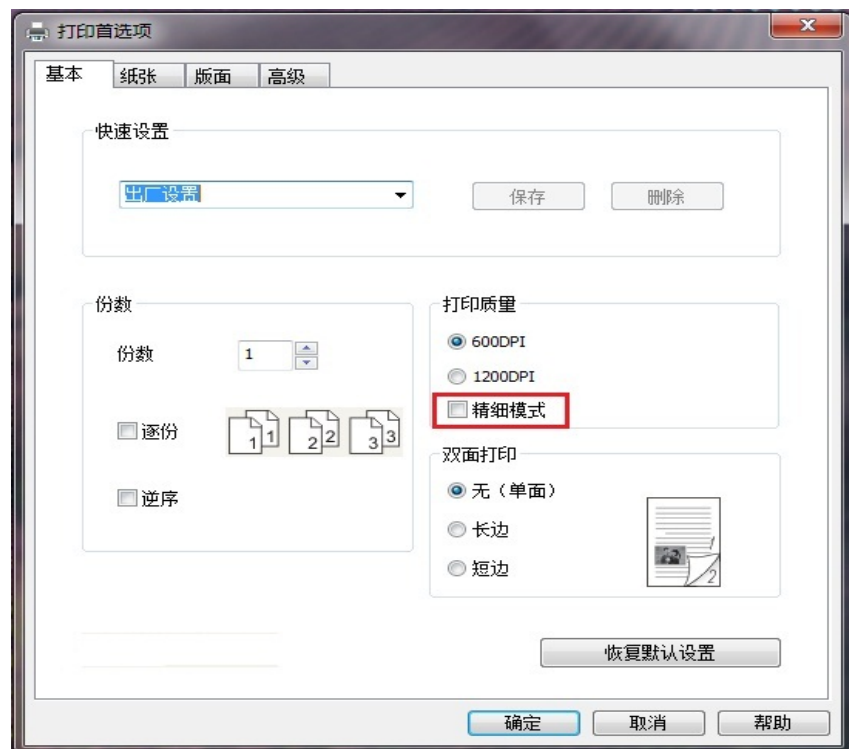 打印首选项
基本 纸张 版面 高级
快速设置
出厂设置 保存 删除
份数
份数 1
逐份 1 1 2 2 3 3
逆序
打印质量
600DPI
1200DPI
精细模式
双面打印
无（单面）
长边
短边
1
2
恢复默认设置
确定 取消 帮助